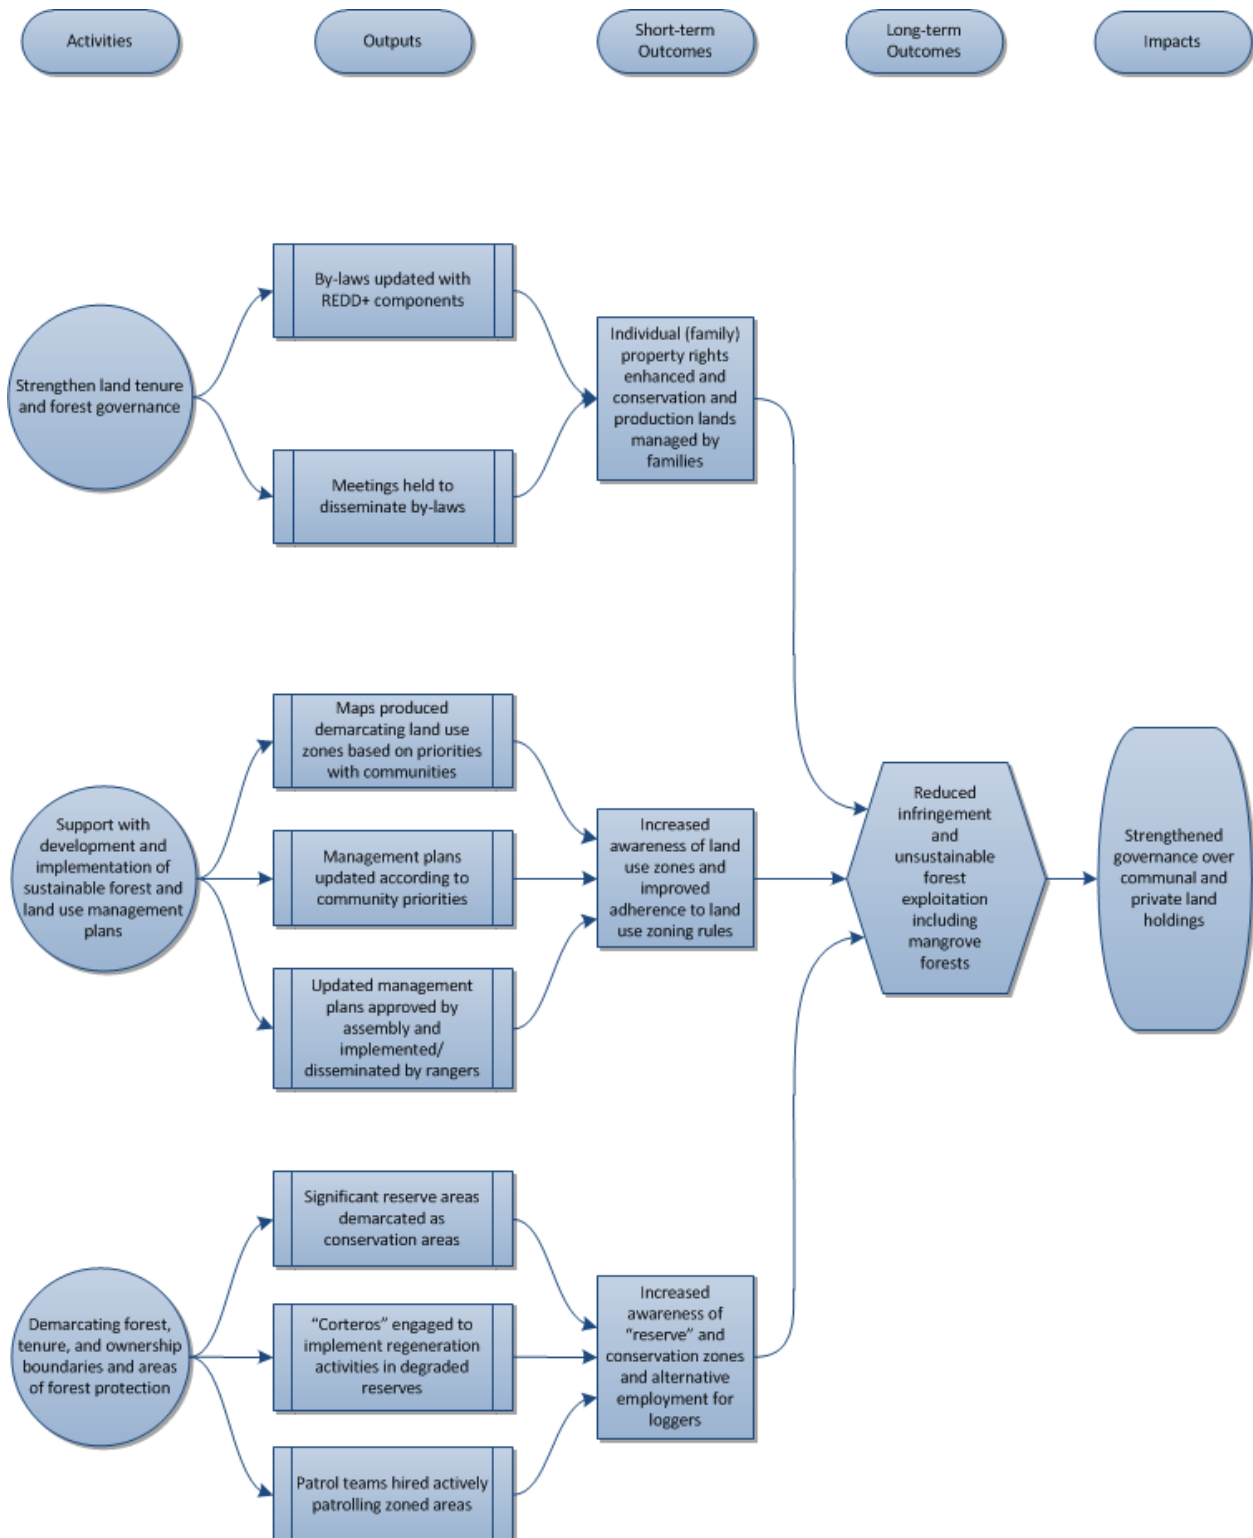 Activities
Outputs
Short-term
Outcomes
Long-term
Outcomes
Impacts
Strengthen land tenure
and forest governance
By-laws updated with
REDD+ components
Meetings held to
disseminate by-laws
Individual (family)
property rights
enhanced and
conservation and
production lands
managed by
families
Support with
development and
implementation of
sustainable forest and
land use management
plans
Maps produced
demarcating land use
zones based on priorities
with communities
Management plans
updated according to
community priorities
Updated management
plans approved by
assembly and
implemented/
disseminated by rangers
Increased
awareness of land
use zones and
improved
adherence to land
use zoning rules
Reduced
infringement
and
unsustainable
forest
exploitation
including
mangrove
forests
Strengthened
governance over
communal and
private land
holdings
Demarcating forest,
tenure, and ownership
boundaries and areas
of forest protection
Significant reserve areas
demarcated as
conservation areas
“Corteros” engaged to
implement regeneration
activities in degraded
reserves
Patrol teams hired actively
patrolling zoned areas
Increased
awareness of
“reserve” and
conservation zones
and alternative
employment for
loggers